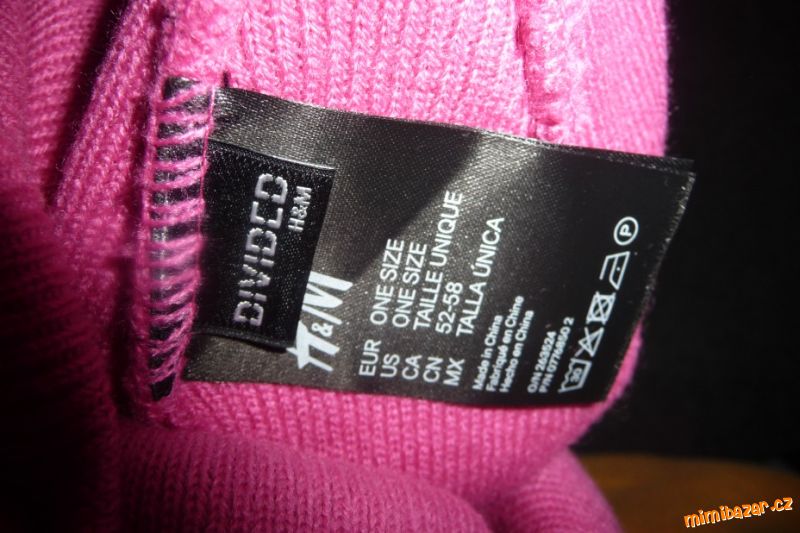 DIVIDED
H&M
H&M
EUR ONE SIZE
US ONE SIZE
CA TAILLE UNIQUE
CN 52-58
MX TALLA ÚNICA
Made in China
Fabriqué en Chine
Hecho en China
P
30
mimibazar.cz